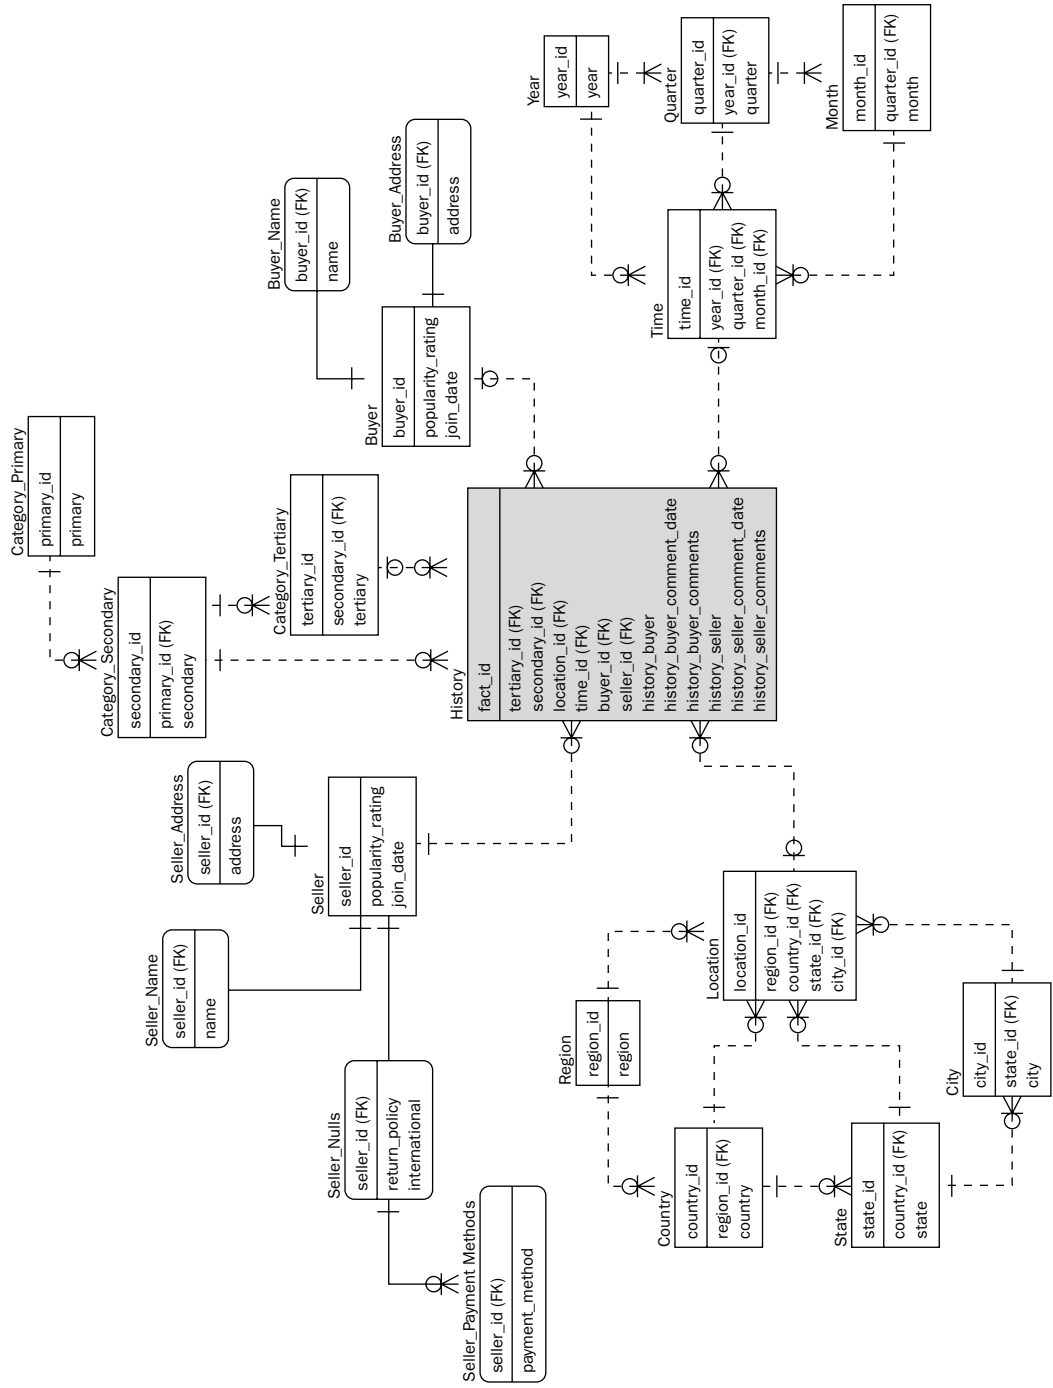 Seller_Payment Methods
seller_id (FK)
payment_method
Seller_Nulls
seller_id (FK)
return_policy
international
Seller_Name
seller_id (FK)
name
Seller_Address
seller_id (FK)
address
Seller
seller_id
popularity_rating
join_date
Category_Primary
primary_id
primary
Category_Secondary
secondary_id
primary_id (FK)
secondary
Category_Tertiary
tertiary_id
secondary_id (FK)
tertiary
Buyer_Name
buyer_id (FK)
name
Buyer_Address
buyer_id (FK)
address
Buyer
buyer_id
popularity_rating
join_date
History
fact_id
tertiary_id (FK)
secondary_id (FK)
location_id (FK)
time_id (FK)
buyer_id (FK)
seller_id (FK)
history_buyer
history_buyer_comment_date
history_buyer_comments
history_seller
history_seller_comment_date
history_seller_comments
Region
region_id
region
Country
country_id
region_id (FK)
country
State
state_id
country_id (FK)
state
City
city_id
state_id (FK)
city
Location
location_id
region_id (FK)
country_id (FK)
state_id (FK)
city_id (FK)
Time
time_id
year_id (FK)
quarter_id (FK)
month_id (FK)
Year
year_id
year
Quarter
quarter_id
year_id (FK)
quarter
Month
month_id
quarter_id (FK)
month